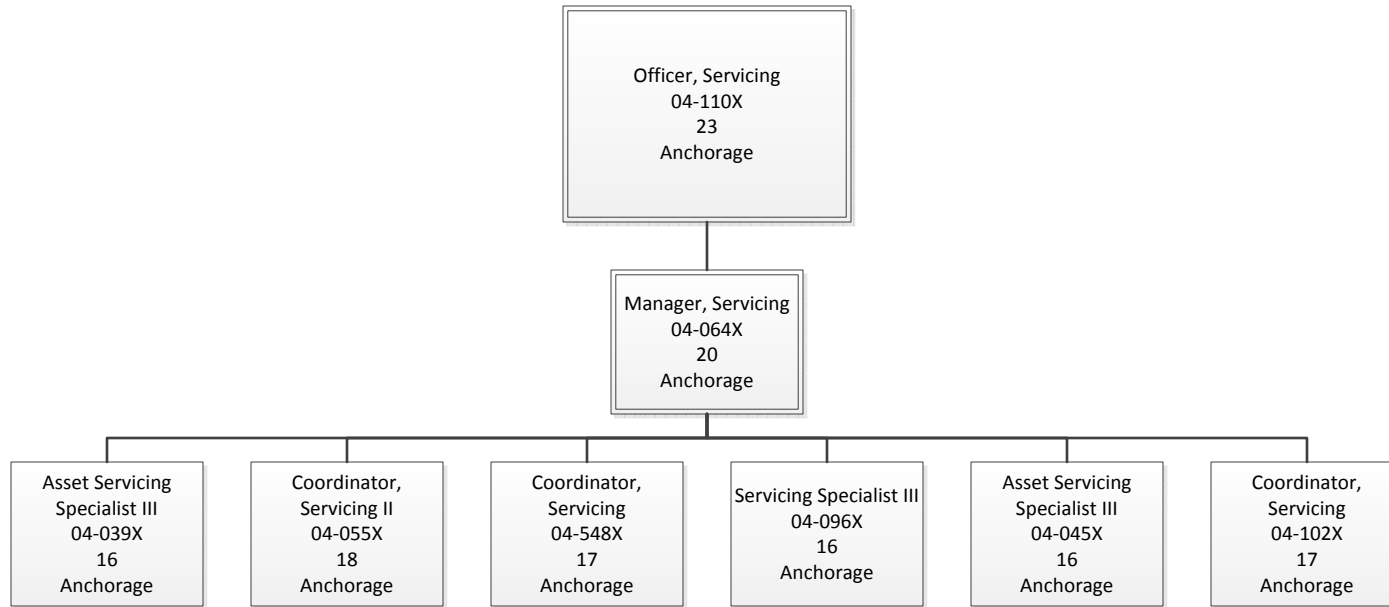 Officer, Servicing
04-110X
23
Anchorage
Manager, Servicing
04-064X
20
Anchorage
Asset Servicing
Specialist III
04-039X
16
Anchorage
Coordinator,
Servicing II
04-055X
18
Anchorage
Coordinator,
Servicing
04-548X
17
Anchorage
Servicing Specialist III
04-096X
16
Anchorage
Asset Servicing
Specialist III
04-045X
16
Anchorage
Coordinator,
Servicing
04-102X
17
Anchorage